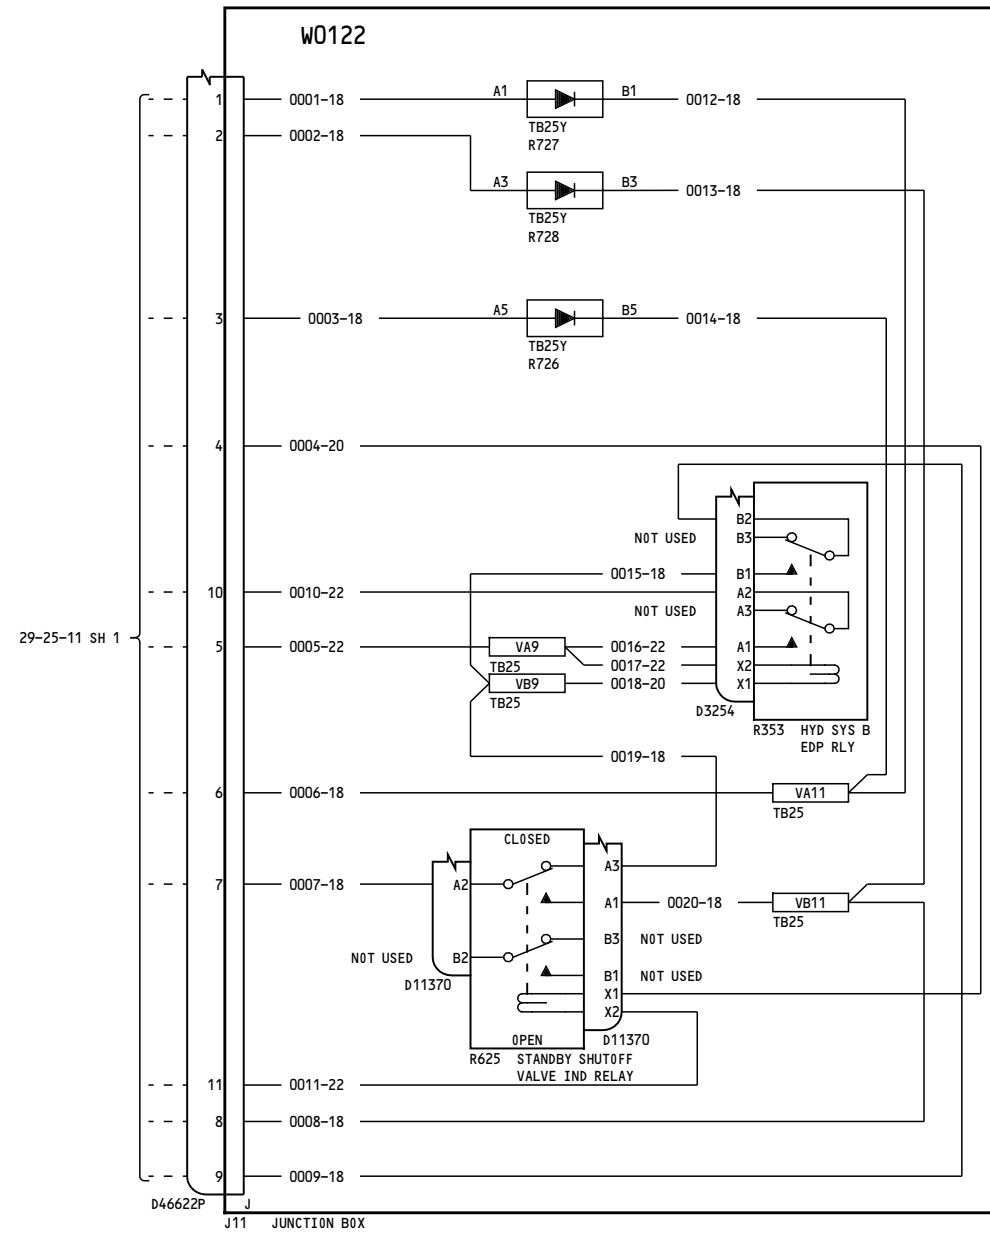 W0122
1 0001-18 A1 B1 0012-18
TB25Y
R727
2 0002-18
A3 B3 0013-18
TB25Y
R728
3 0003-18 A5 B5 0014-18
TB25Y
R726
4 0004-20
B2
NOT USED B3
0015-18 B1
10 0010-22 A2
NOT USED A3
29-25-11 SH 1
5 0005-22 VA9 0016-22 A1
TB25 0017-22 X2
VB9 0018-20 X1
TB25
D3254
R353 HYD SYS B
EDP RLY
0019-18
6 0006-18 VA11
TB25
CLOSED
A3
7 0007-18 A2
A1 0020-18 VB11
TB25
B3 NOT USED
NOT USED B2
B1 NOT USED
D11370
X1
X2
OPEN D11370
R625 STANDBY SHUTOFF
VALVE IND RELAY
11 0011-22
8 0008-18
9 0009-18
D46622P J
J11 JUNCTION BOX